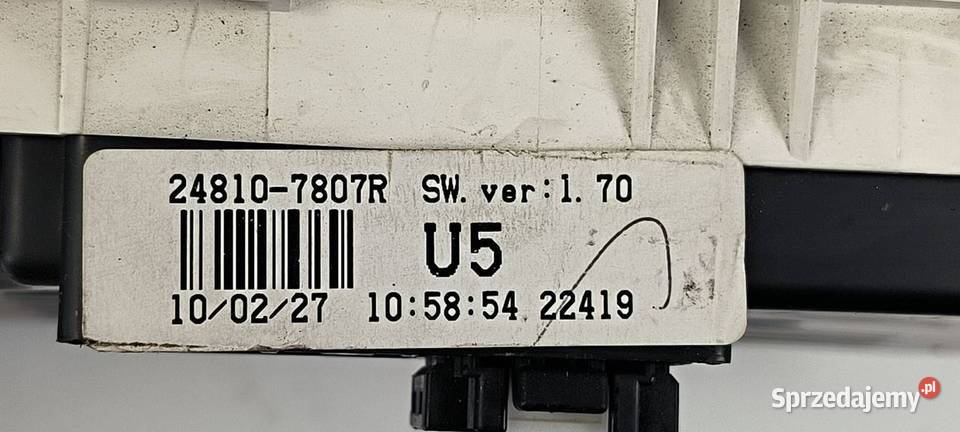 24810-7807R SW. ver:1. 70
U5
10/02/27 10:58:54 22419
Sprzedajemy.pl